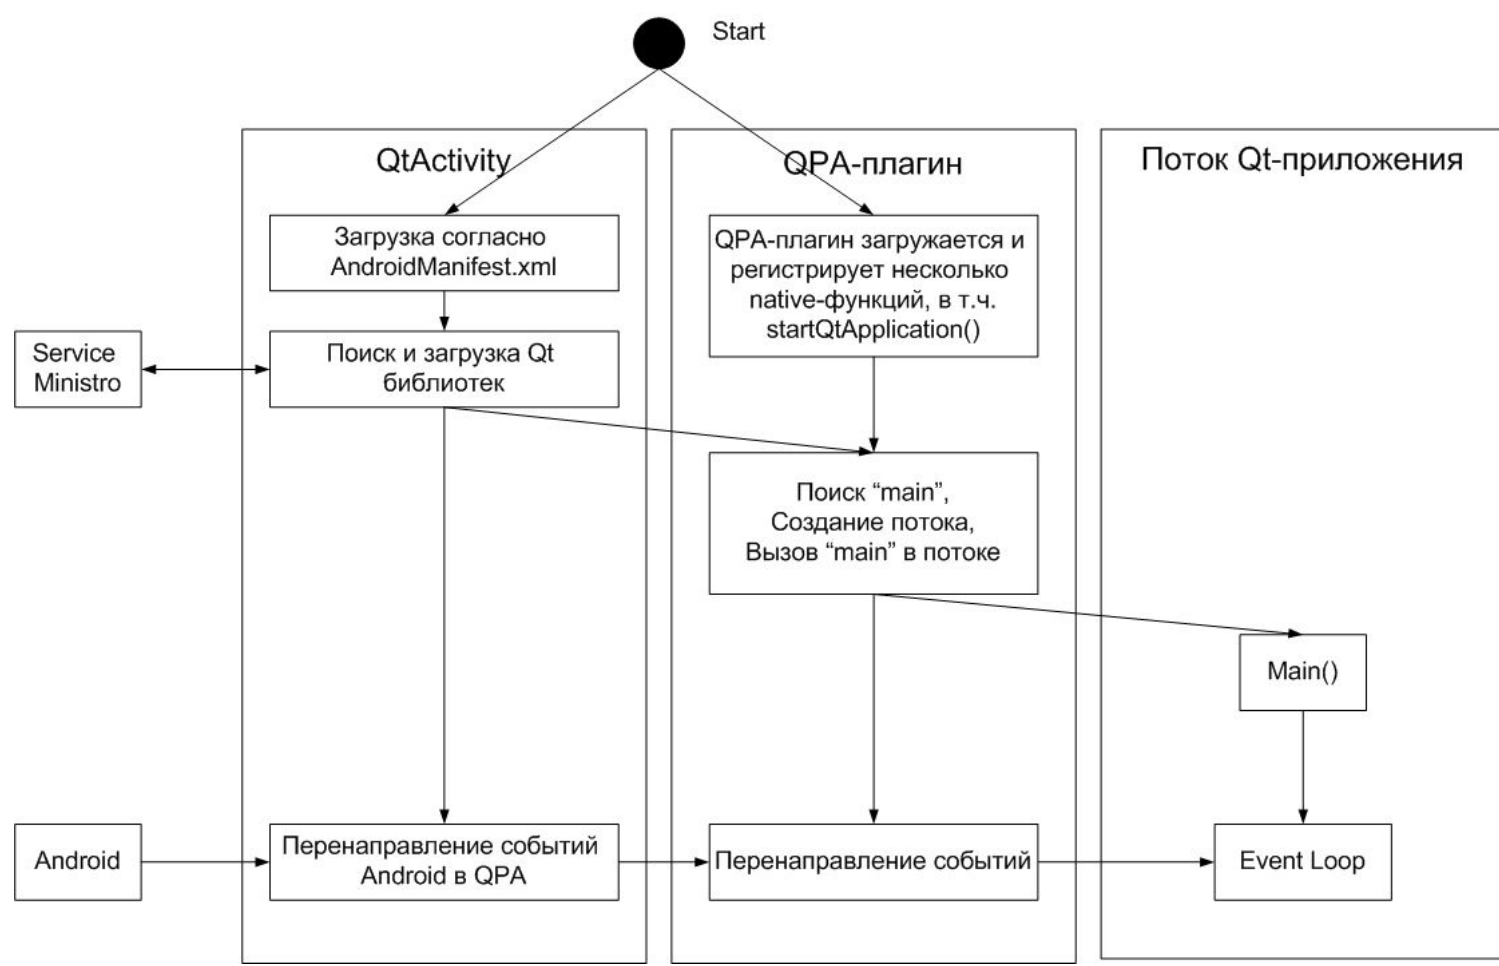 Start
QtActivity
QPA-плагин
Поток Qt-приложения
Загрузка согласно
AndroidManifest.xml
QPA-плагин загружается и
регистрирует несколько
native-функций, в т.ч.
startQtApplication()
Service
Ministro
Поиск и загрузка Qt
библиотек
Поиск “main”,
Создание потока,
Вызов “main” в потоке
Main()
Android
Перенаправление событий
Android в QPA
Перенаправление событий
Event Loop